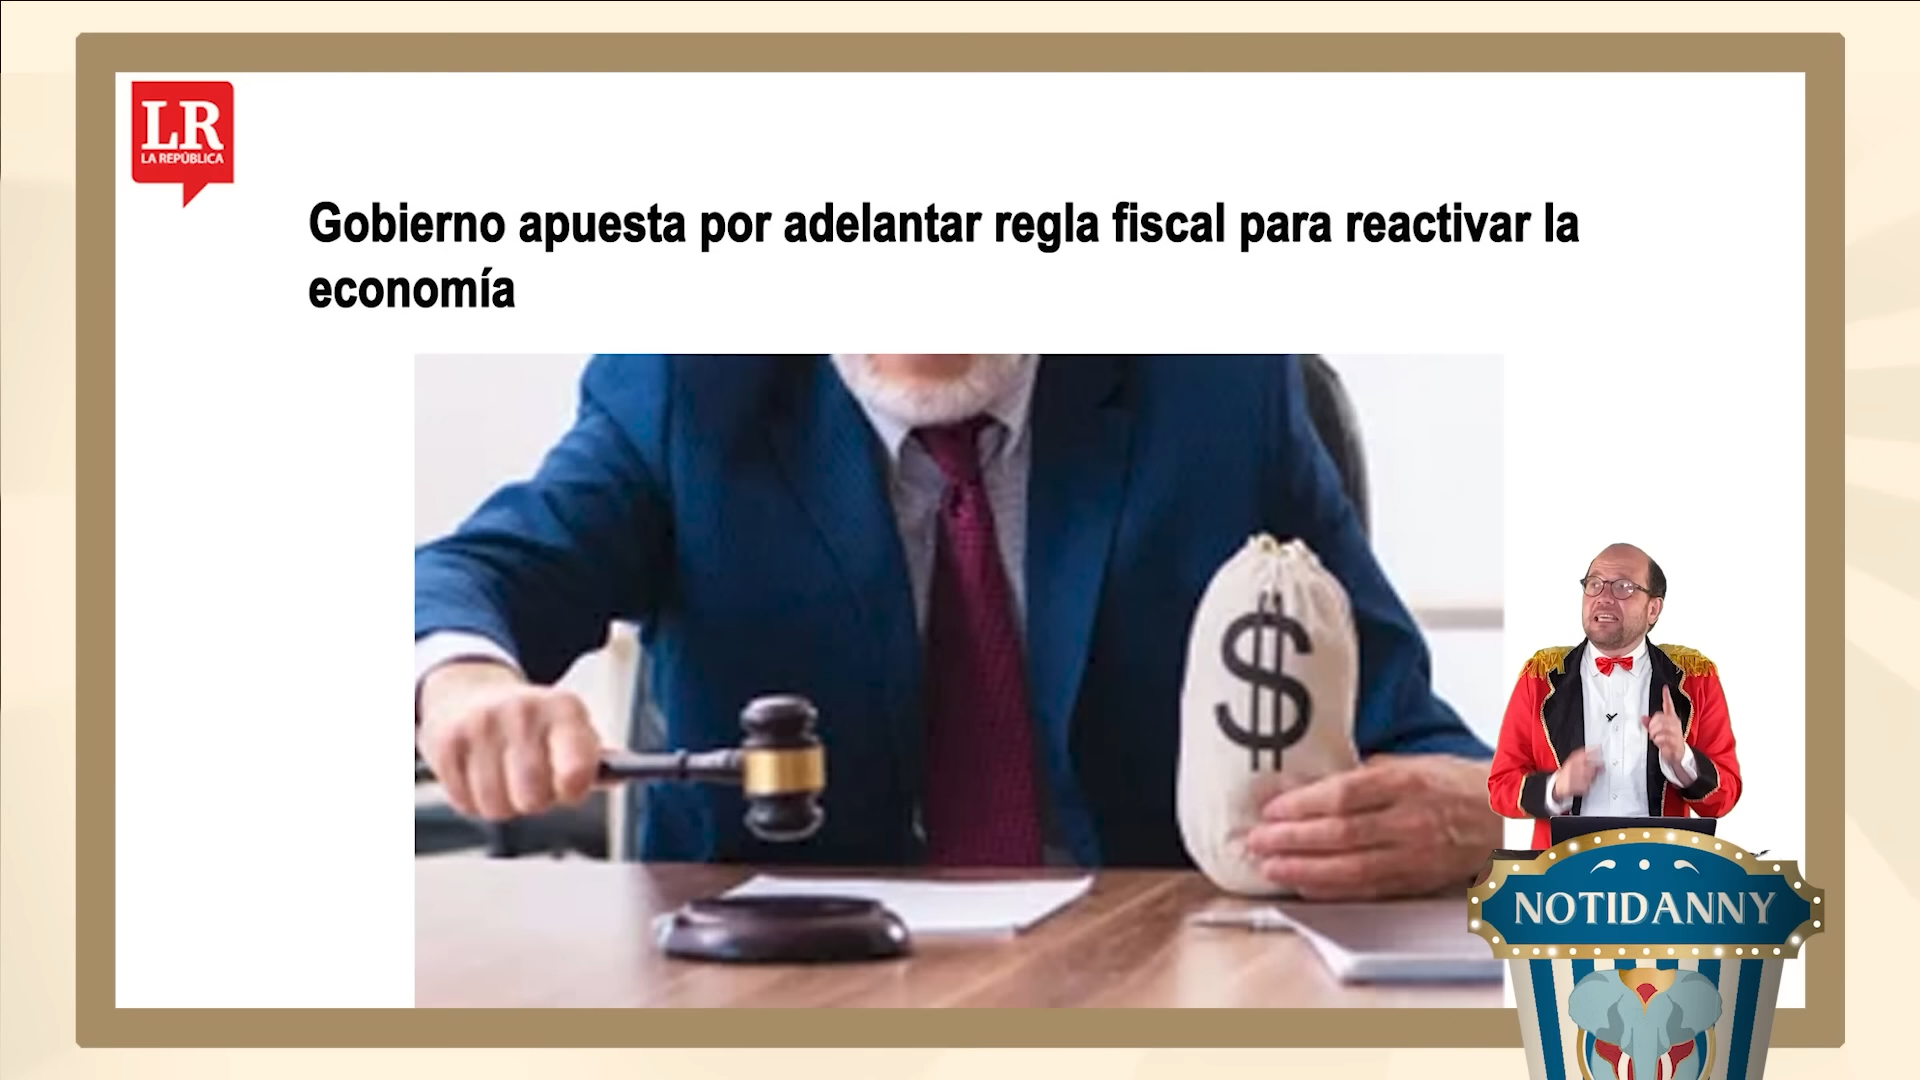 LR
LA REPÚBLICA
Gobierno apuesta por adelantar regla fiscal para reactivar la
economía
$
NOTIDANNY